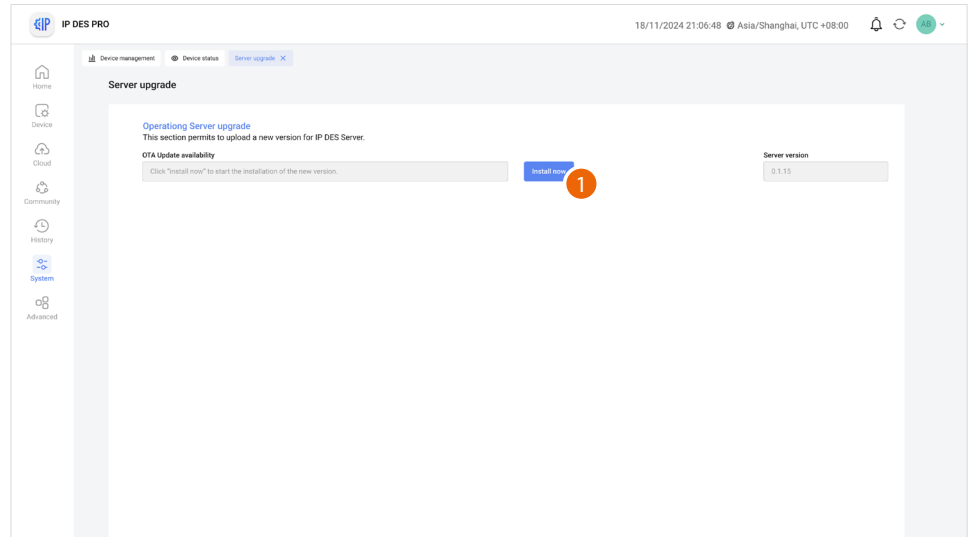 IP DES PRO
18/11/2024 21:06:48 Asia/Shanghai, UTC +08:00
AB
Device management
Device status
Server upgrade
Home
Device
Cloud
Community
History
System
Advanced
Server upgrade
Operationg Server upgrade
This section permits to upload a new version for IP DES Server.
OTA Update availability
Server version
Click "install now" to start the installation of the new version.
Install now
1
0.1.15